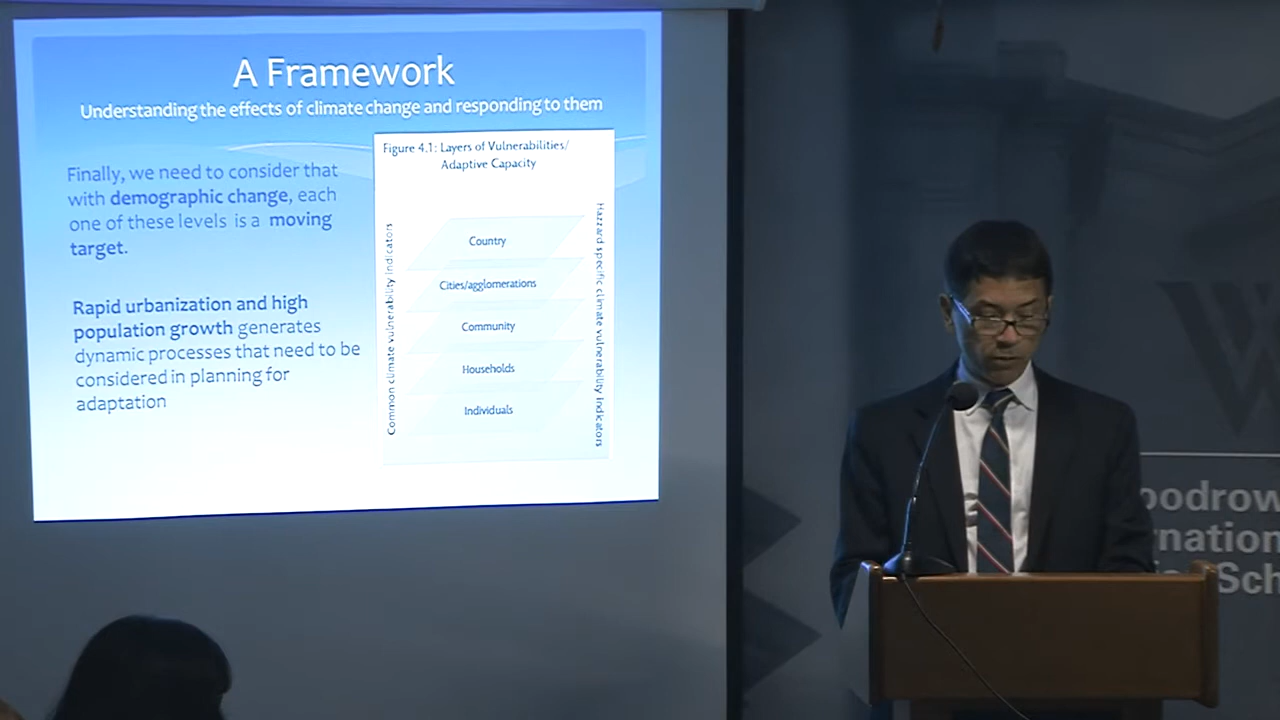 A Framework
Understanding the effects of climate change and responding to them
Finally, we need to consider that
with demographic change, each
one of these levels is a moving
target.
Rapid urbanization and high
population growth generates
dynamic processes that need to be
considered in planning for
adaptation
Figure 4.1: Layers of Vulnerabilities/
Adaptive Capacity
Common climate vulnerability indicators
Country
Cities/agglomerations
Community
Households
Individuals
Hazzard specific climate vulnerability indicators
W
oodrow
rnation
Sch